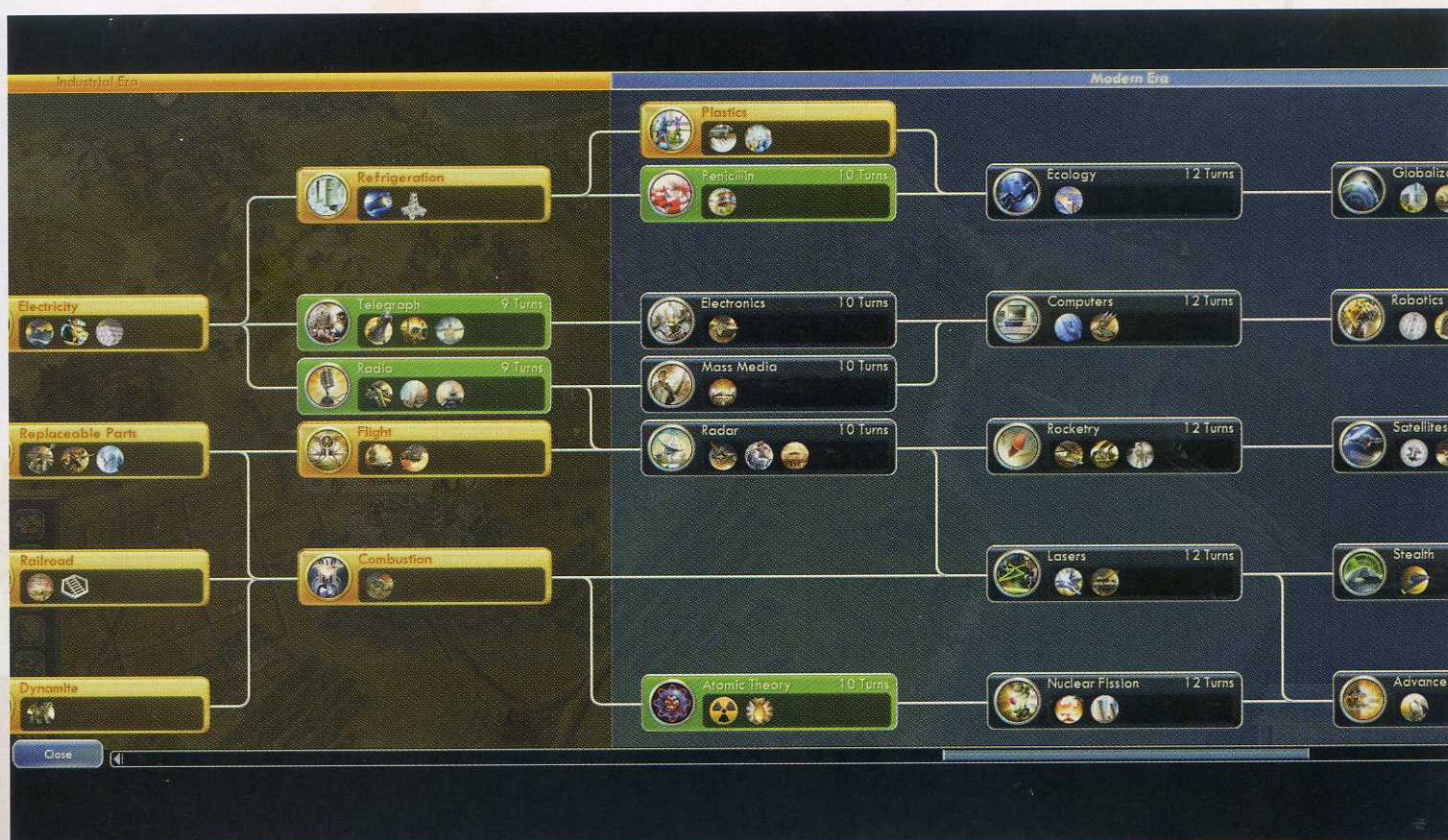 Industrial Era
Modern Era
Plastics
Refrigeration
Penicillin 10 Turns
Ecology 12 Turns
Globaliz
Electricity
Telegraph 9 Turns
Electronics 10 Turns
Computers 12 Turns
Robotics
Radio 9 Turns
Mass Media 10 Turns
Replaceable Parts
Flight
Radar 10 Turns
Rocketry 12 Turns
Satellites
Railroad
Combustion
Lasers 12 Turns
Stealth
Dynamite
Atomic Theory 10 Turns
Nuclear Fission 12 Turns
Advance
Close